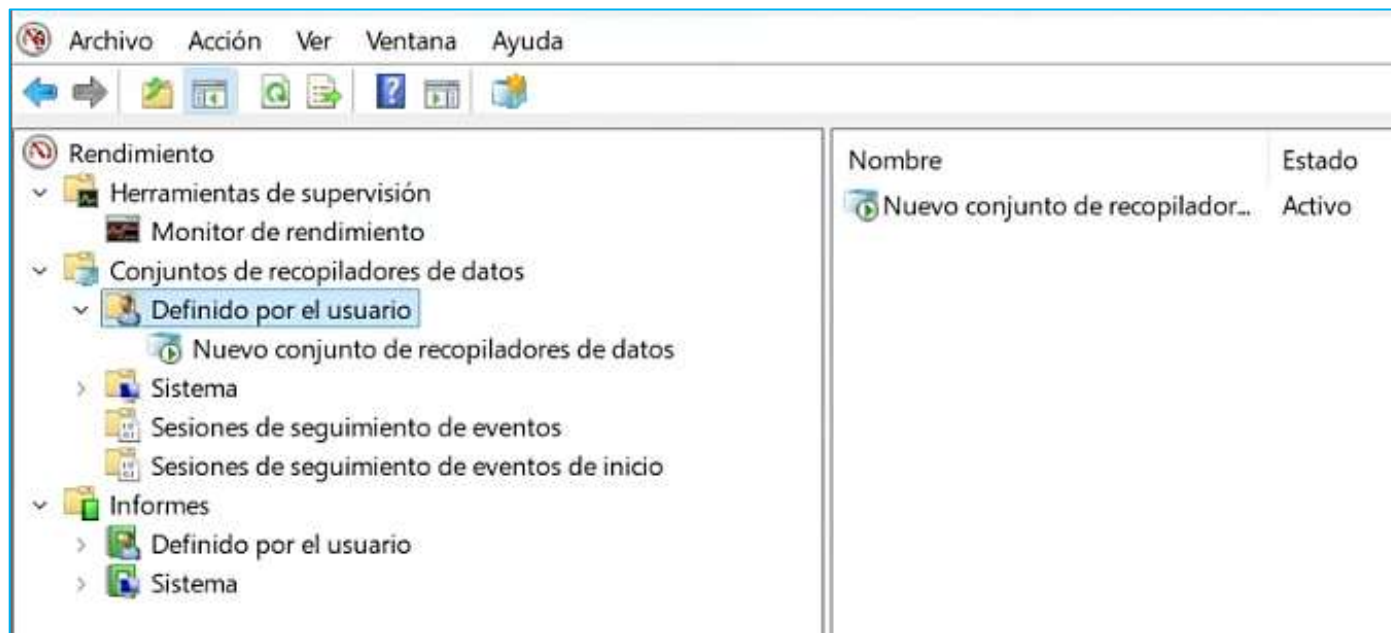 Archivo Acción Ver Ventana Ayuda
Rendimiento
Herramientas de supervisión
Monitor de rendimiento
Conjuntos de recopiladores de datos
Definido por el usuario
Nuevo conjunto de recopiladores de datos
Sistema
Sesiones de seguimiento de eventos
Sesiones de seguimiento de eventos de inicio
Informes
Definido por el usuario
Sistema
Nombre Estado
Nuevo conjunto de recopilador... Activo